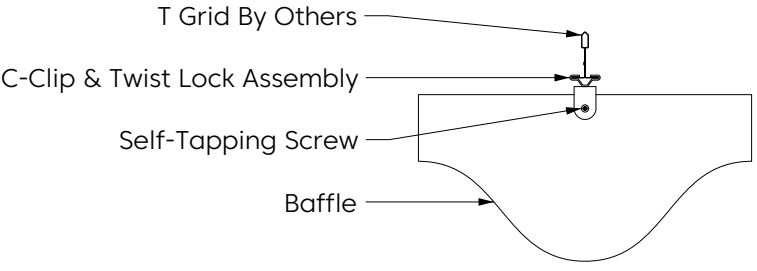 T Grid By Others
C-Clip & Twist Lock Assembly
Self-Tapping Screw
Baffle